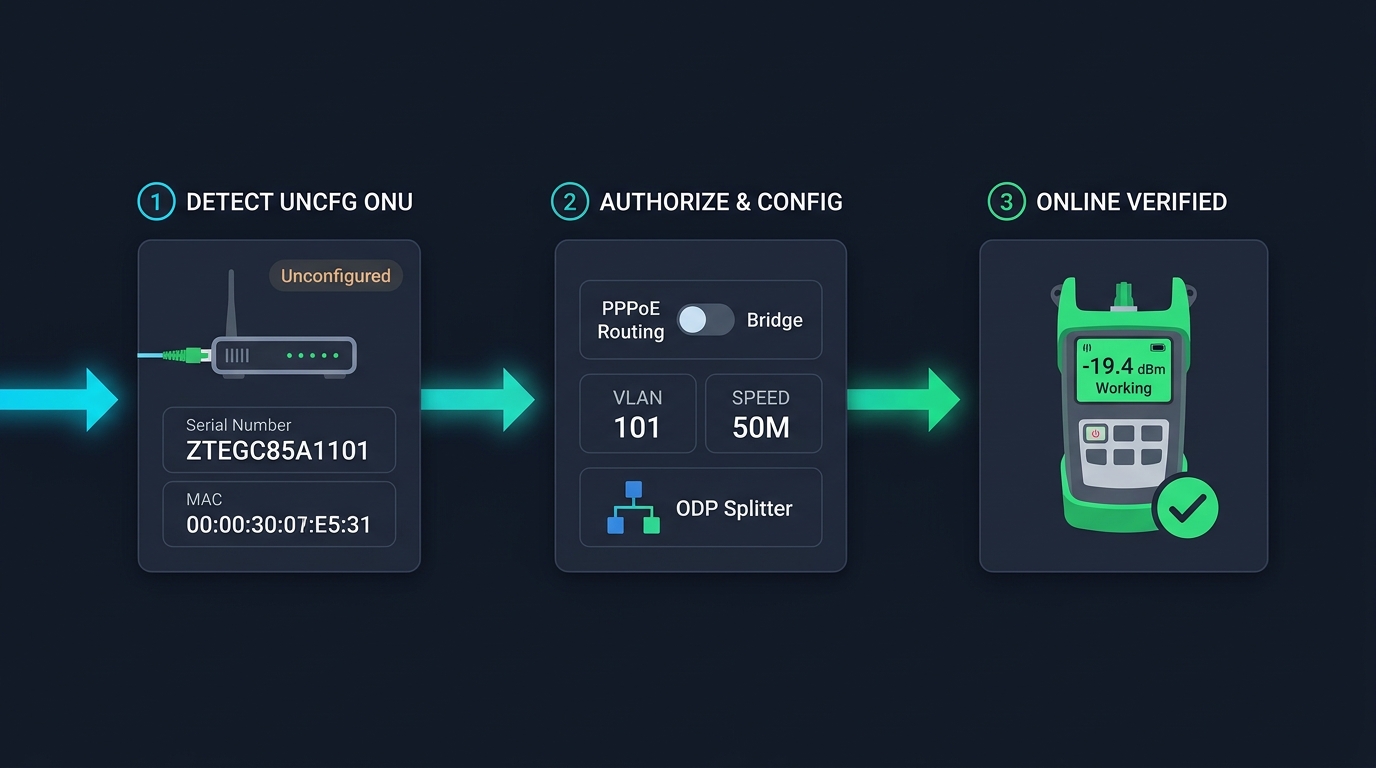 1 DETECT UNCFG ONU
Unconfigured
Serial Number
ZTEGC85A1101
MAC
00:00:30:07:E5:31
2 AUTHORIZE & CONFIG
PPPoE
Routing
Bridge
VLAN
101
SPEED
50M
ODP Splitter
3 ONLINE VERIFIED
-19.4 dBm
Working